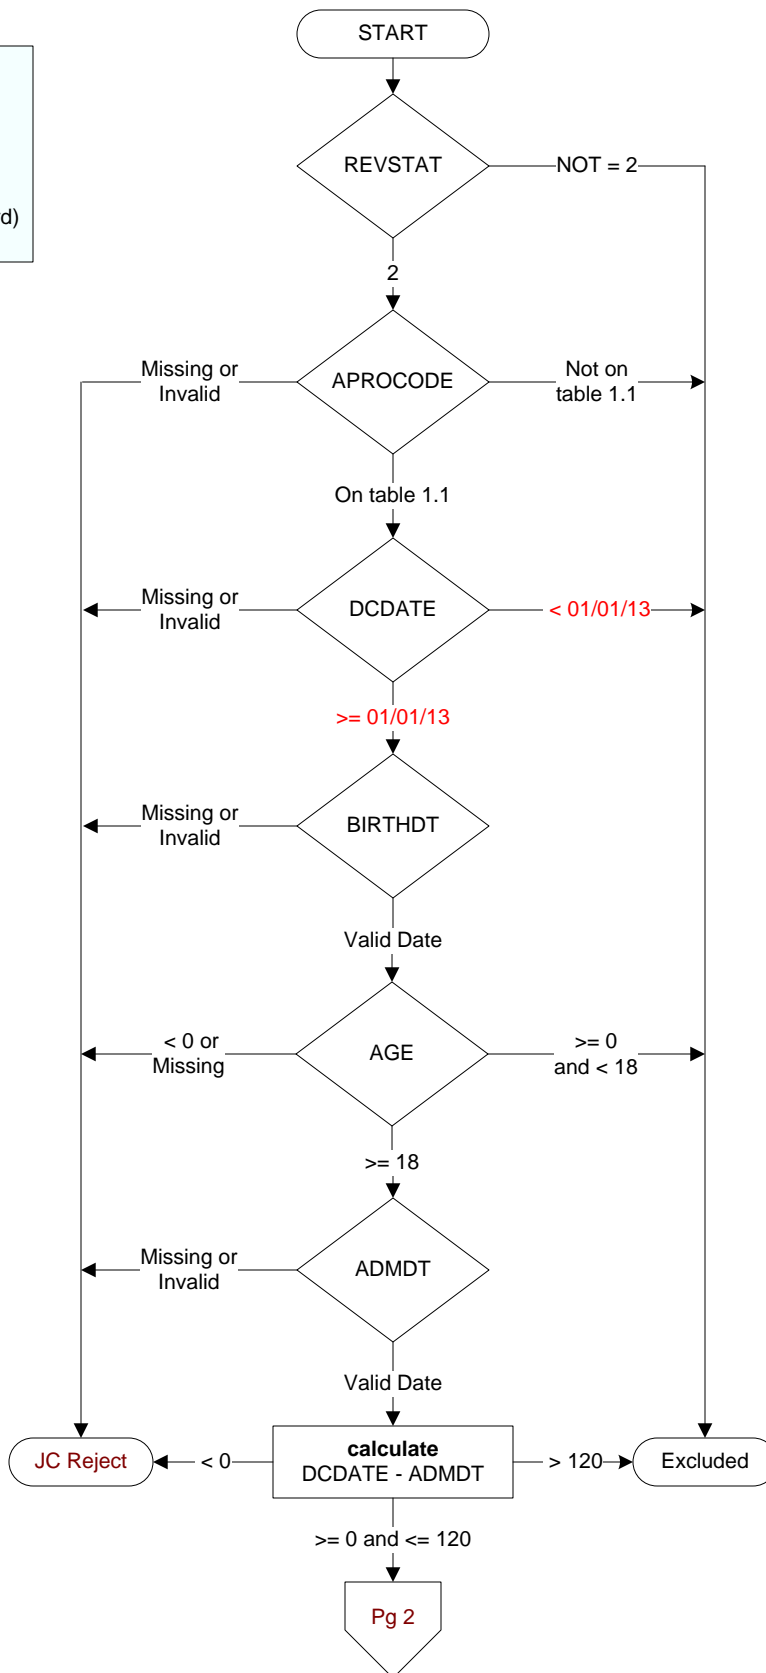 START
REVSTAT
NOT = 2
2
d)
Missing or
Invalid
APROCODE
Not on
table 1.1
On table 1.1
Missing or
Invalid
DCDATE
< 01/01/13
>= 01/01/13
Missing or
Invalid
BIRTHDT
Valid Date
< 0 or
Missing
AGE
>= 0
and < 18
>= 18
Missing or
Invalid
ADMDT
Valid Date
JC Reject
< 0
calculate
DCDATE - ADMDT
> 120
Excluded
>= 0 and <= 120
Pg 2